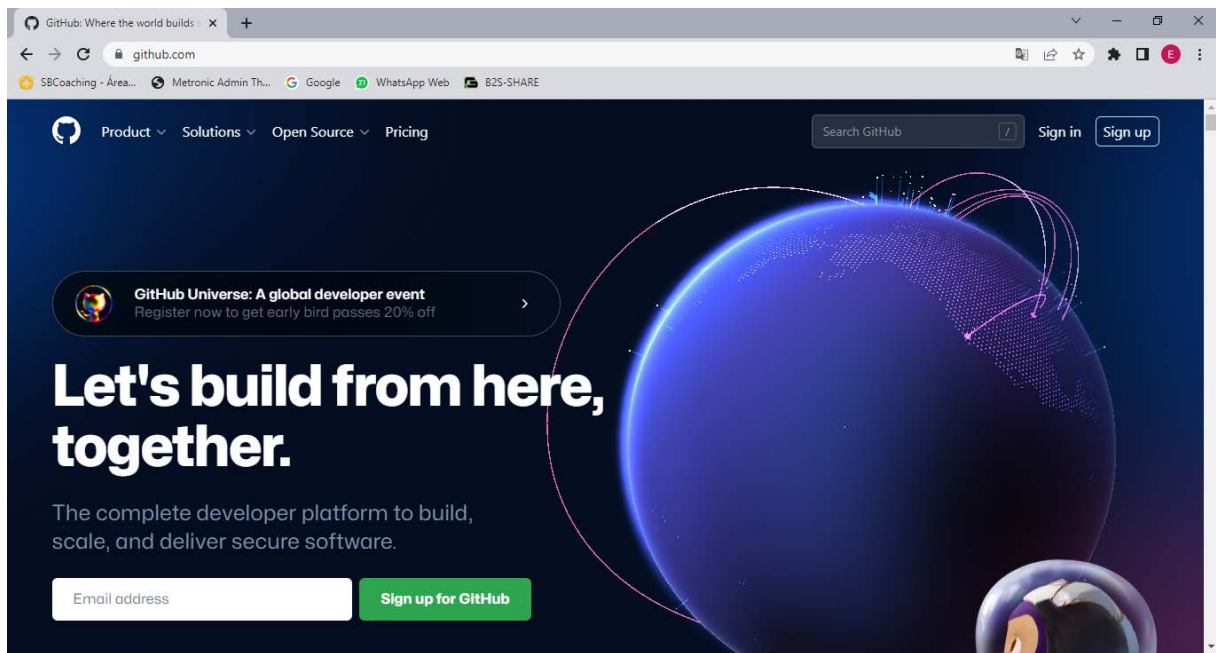 GitHub: Where the world builds s
github.com
E
SBCoaching - Área...
Metronic Admin Th...
Google
WhatsApp Web
B2S-SHARE
Product
Solutions
Open Source
Pricing
Search GitHub
/
Sign in
Sign up
GitHub Universe: A global developer event
Register now to get early bird passes 20% off
Let's build from here,
together.
The complete developer platform to build,
scale, and deliver secure software.
Email address
Sign up for GitHub